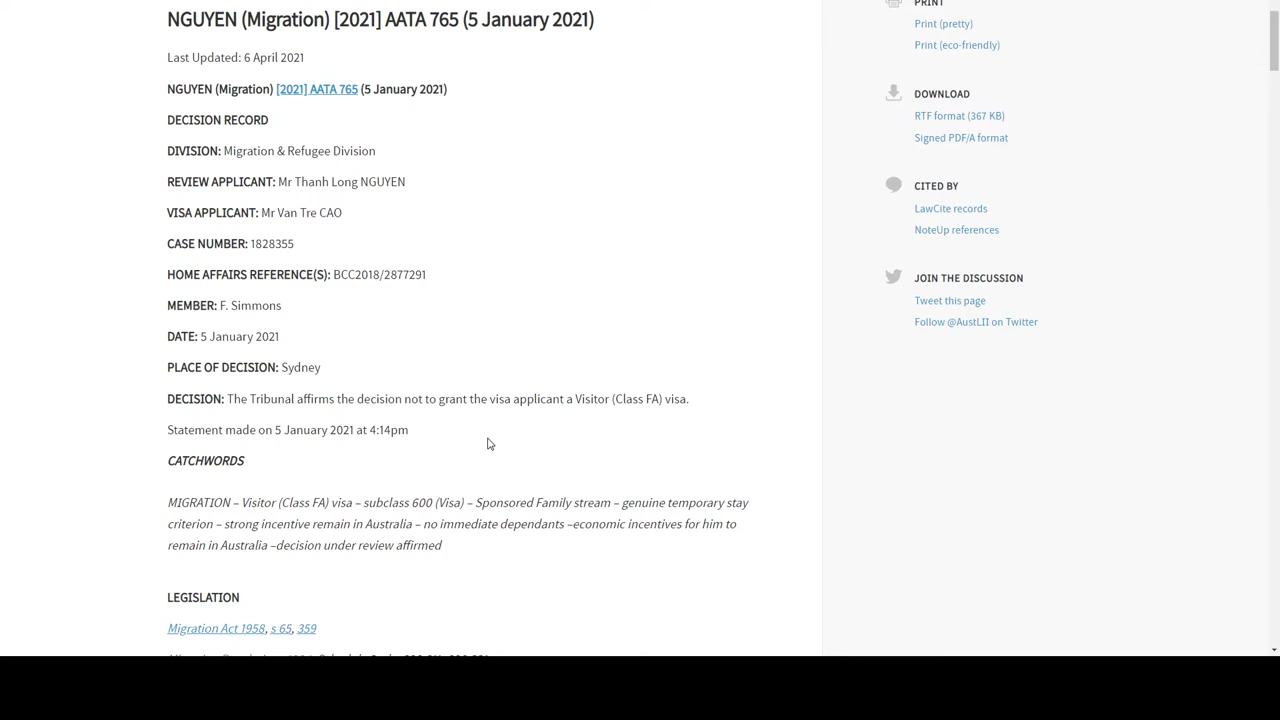 NGUYEN (Migration) [2021] AATA 765 (5 January 2021)
Last Updated: 6 April 2021
NGUYEN (Migration) [2021] AATA 765 (5 January 2021)
DECISION RECORD
DIVISION: Migration & Refugee Division
REVIEW APPLICANT: Mr Thanh Long NGUYEN
VISA APPLICANT: Mr Van Tre CAO
CASE NUMBER: 1828355
HOME AFFAIRS REFERENCE(S): BCC2018/2877291
MEMBER: F. Simmons
DATE: 5 January 2021
PLACE OF DECISION: Sydney
DECISION: The Tribunal affirms the decision not to grant the visa applicant a Visitor (Class FA) visa.
Statement made on 5 January 2021 at 4:14pm
CATCHWORDS
MIGRATION – Visitor (Class FA) visa – subclass 600 (Visa) – Sponsored Family stream – genuine temporary stay
criterion – strong incentive remain in Australia – no immediate dependants –economic incentives for him to
remain in Australia –decision under review affirmed
LEGISLATION
Migration Act 1958, s 65, 359
PRINT
Print (pretty)
Print (eco-friendly)
DOWNLOAD
RTF format (367 KB)
Signed PDF/A format
CITED BY
LawCite records
NoteUp references
JOIN THE DISCUSSION
Tweet this page
Follow @AustLII on Twitter